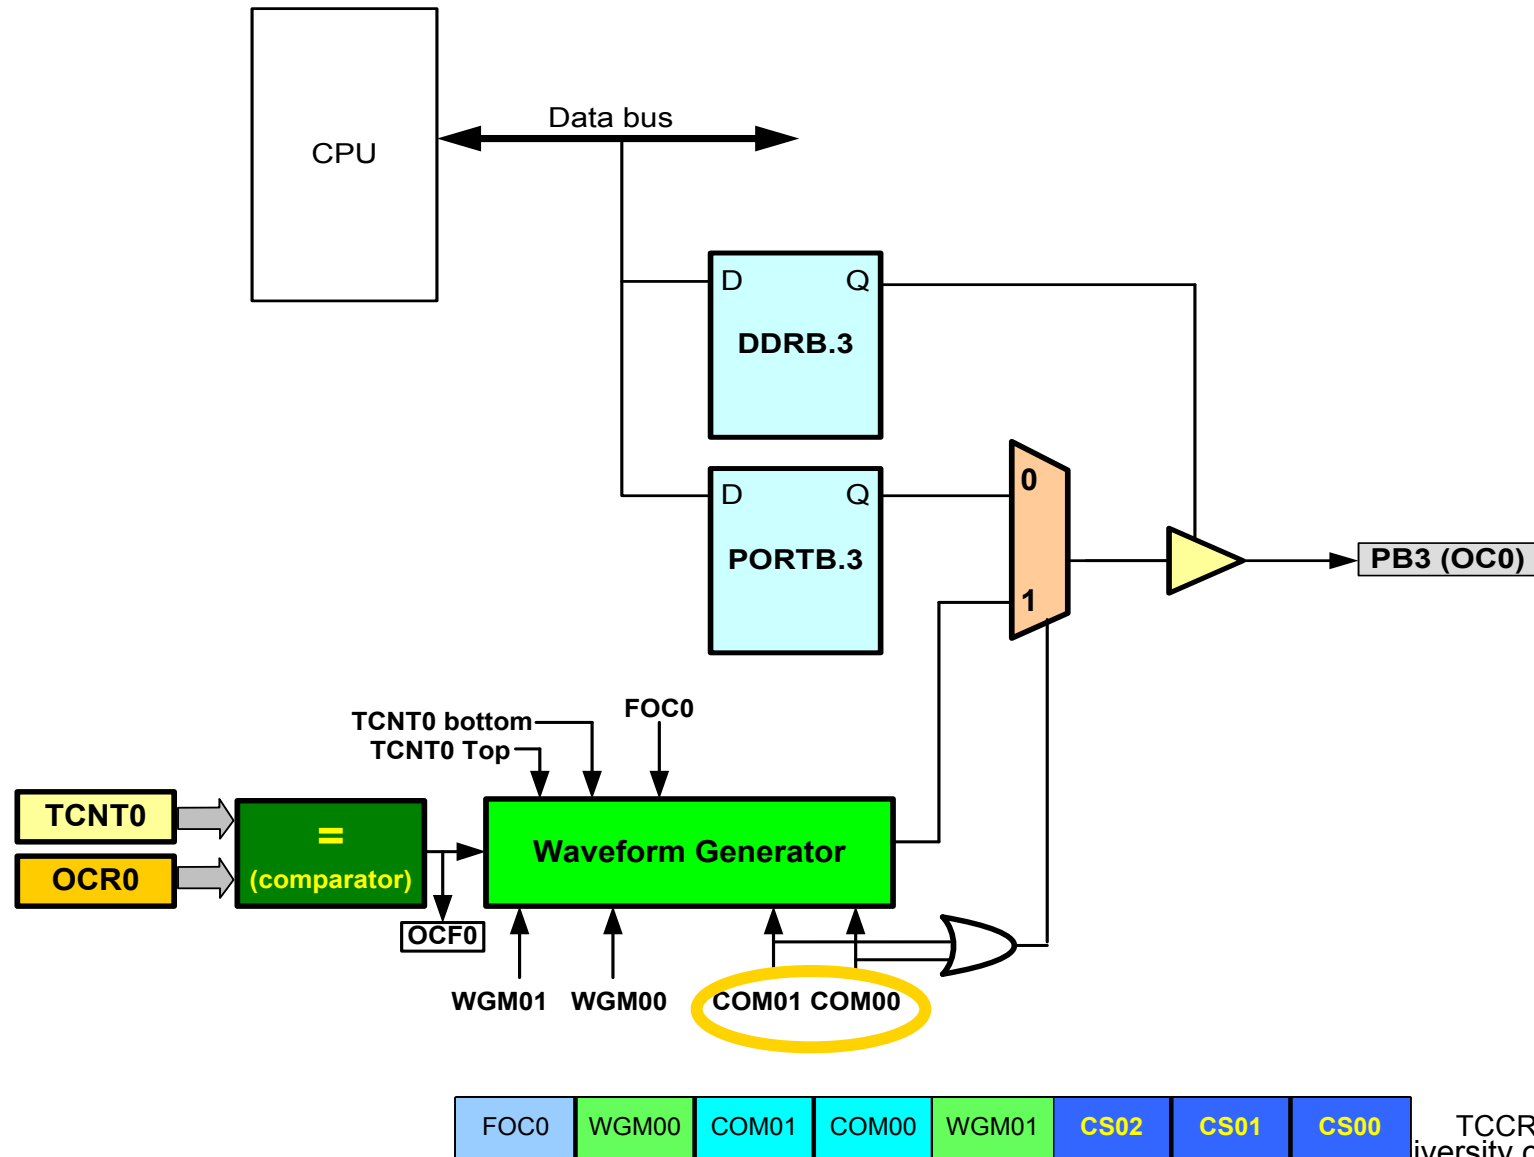 Data bus
CPU
D Q
DDRB.3
D Q
PORTB.3
0
1
PB3 (OC0)
TCNT0 bottom
FOC0
TCNT0 Top
TCNT0
OCR0
=
(comparator)
Waveform Generator
OCF0
WGM01 WGM00 COM01 COM00
FOC0 WGM00 COM01 COM00 WGM01 CS02 CS01 CS00 TCCR